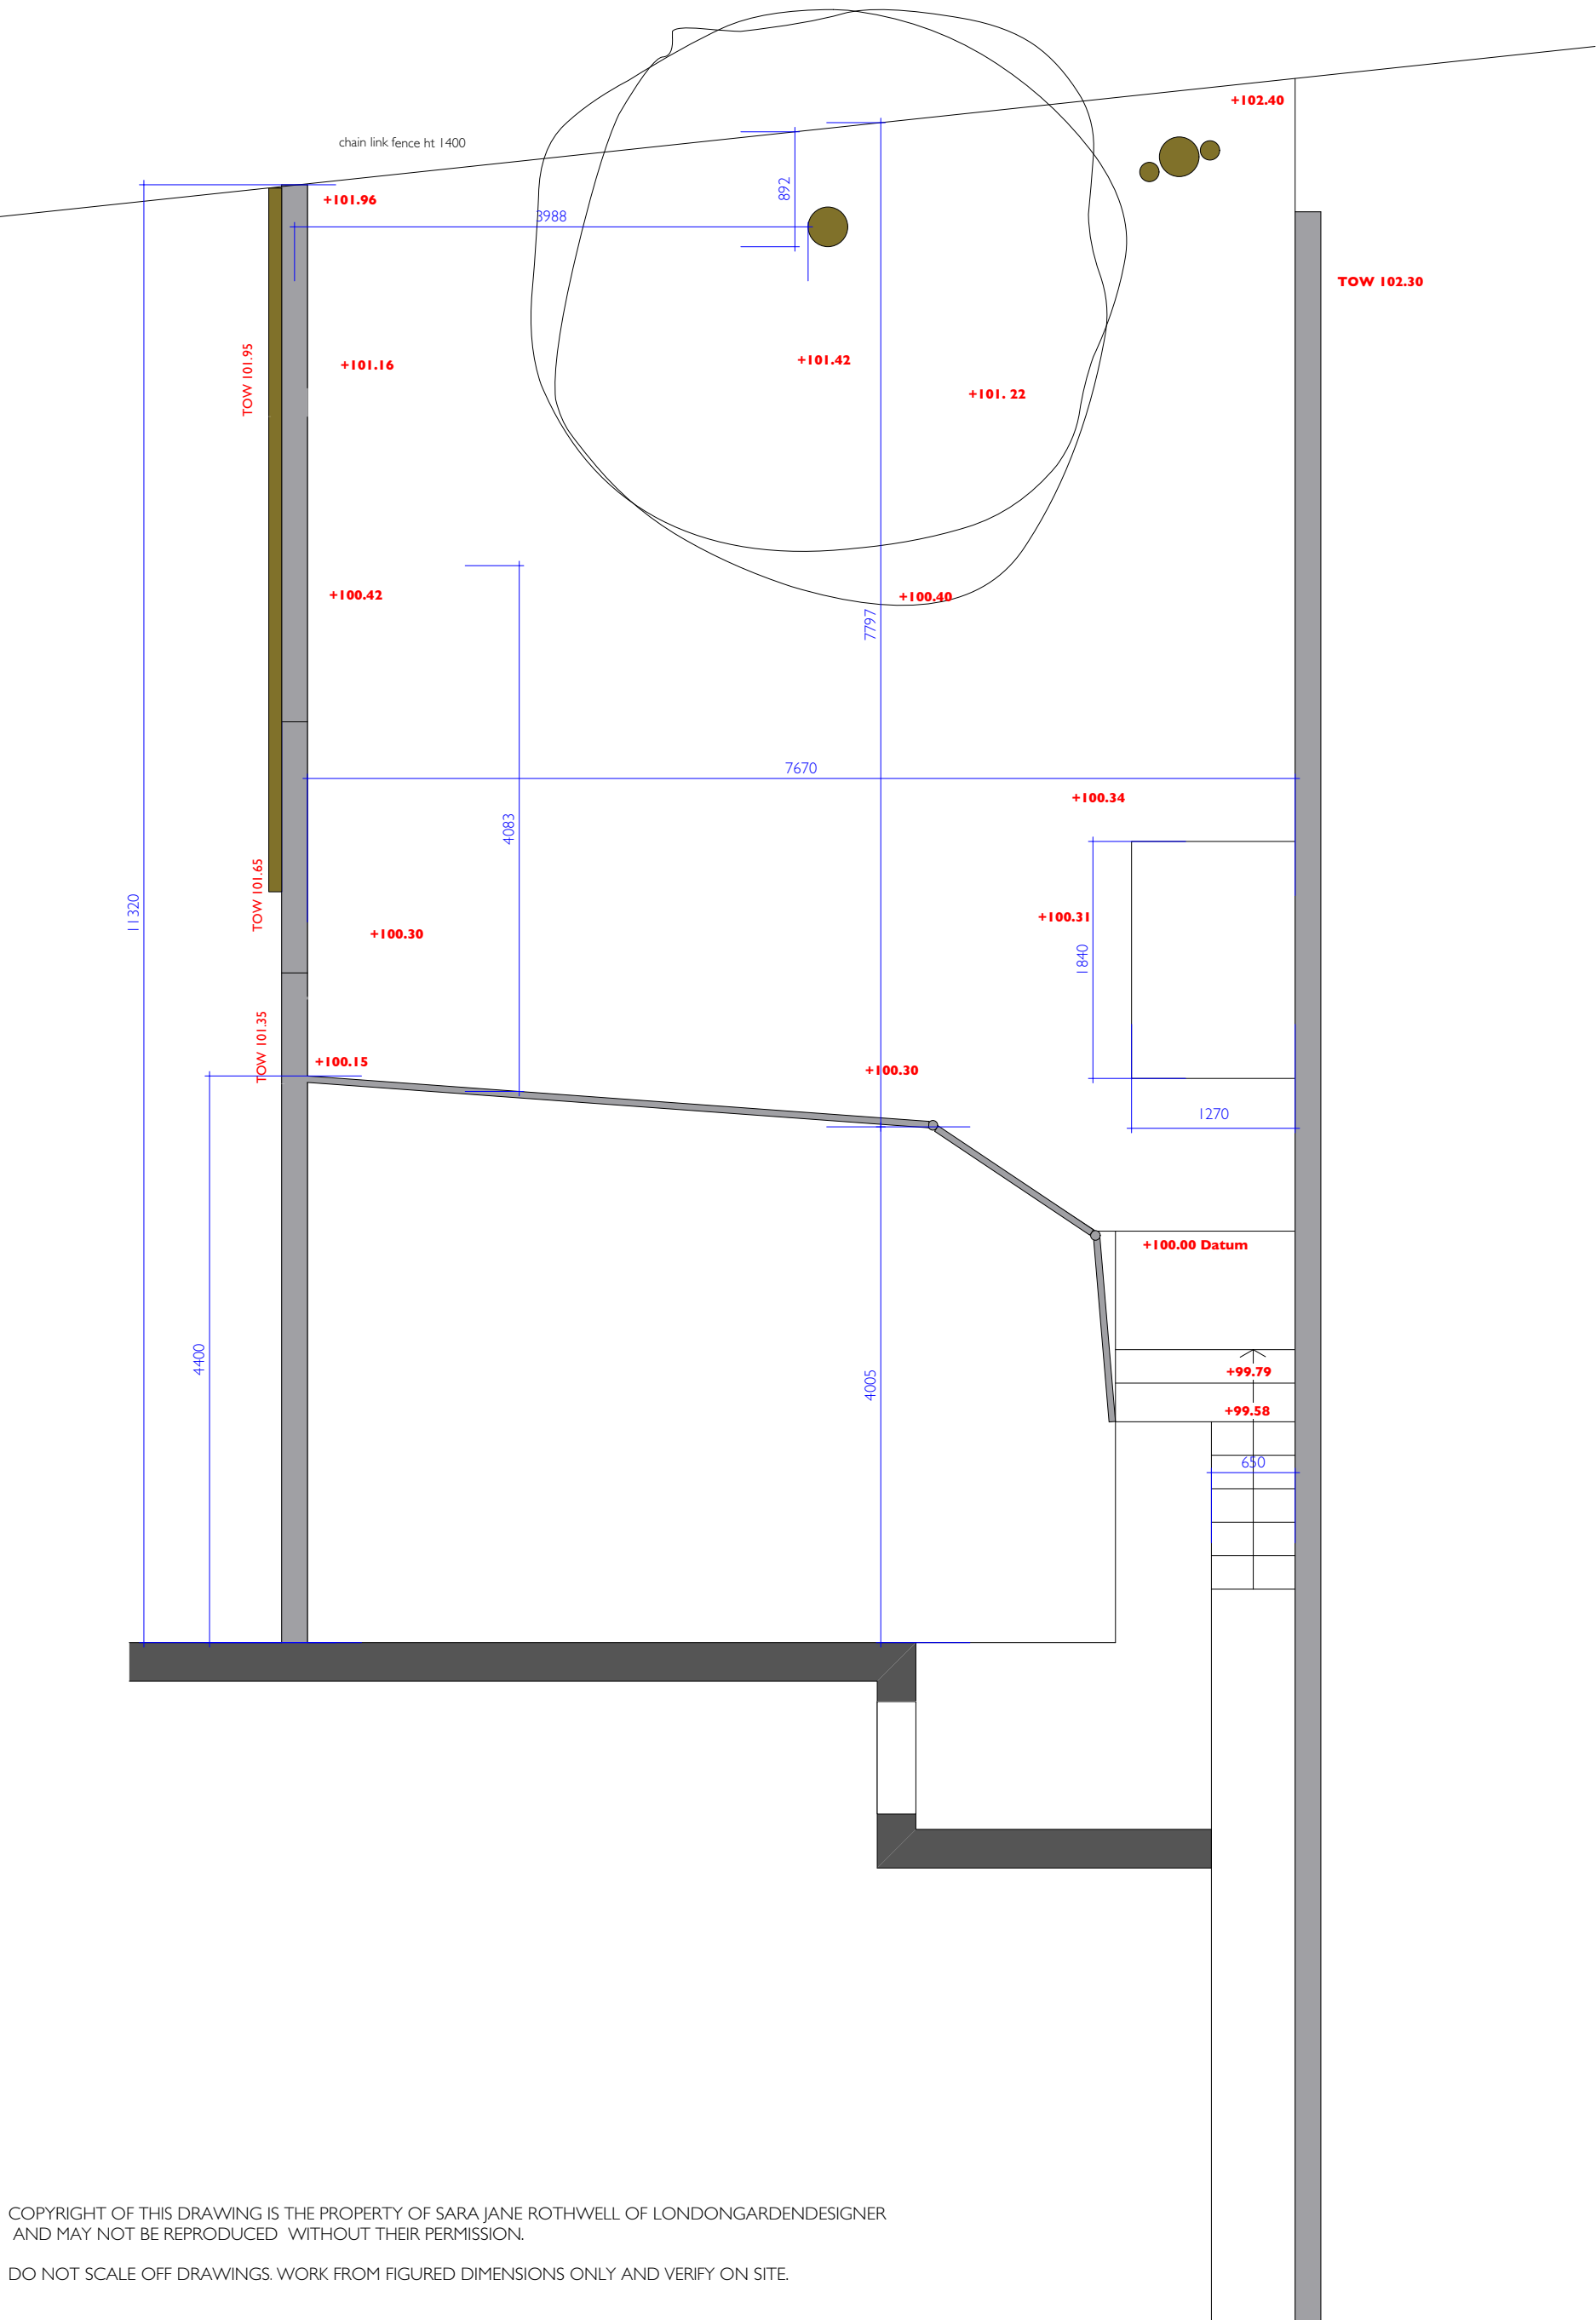 +102.40
chain link fence ht 1400
892
+101.96
3988
TOW 102.30
TOW 101.95
+101.16
+101.42
+101. 22
+100.42
+100.40
7797
7670
+100.34
4083
11320
TOW 101.65
+100.31
+100.30
1840
TOW 101.35
+100.15
+100.30
1270
+100.00 Datum
4400
4005
+99.79
+99.58
650
COPYRIGHT OF THIS DRAWING IS THE PROPERTY OF SARA JANE ROTHWELL OF LONDONGARDENDESIGNER
AND MAY NOT BE REPRODUCED WITHOUT THEIR PERMISSION.
DO NOT SCALE OFF DRAWINGS. WORK FROM FIGURED DIMENSIONS ONLY AND VERIFY ON SITE.